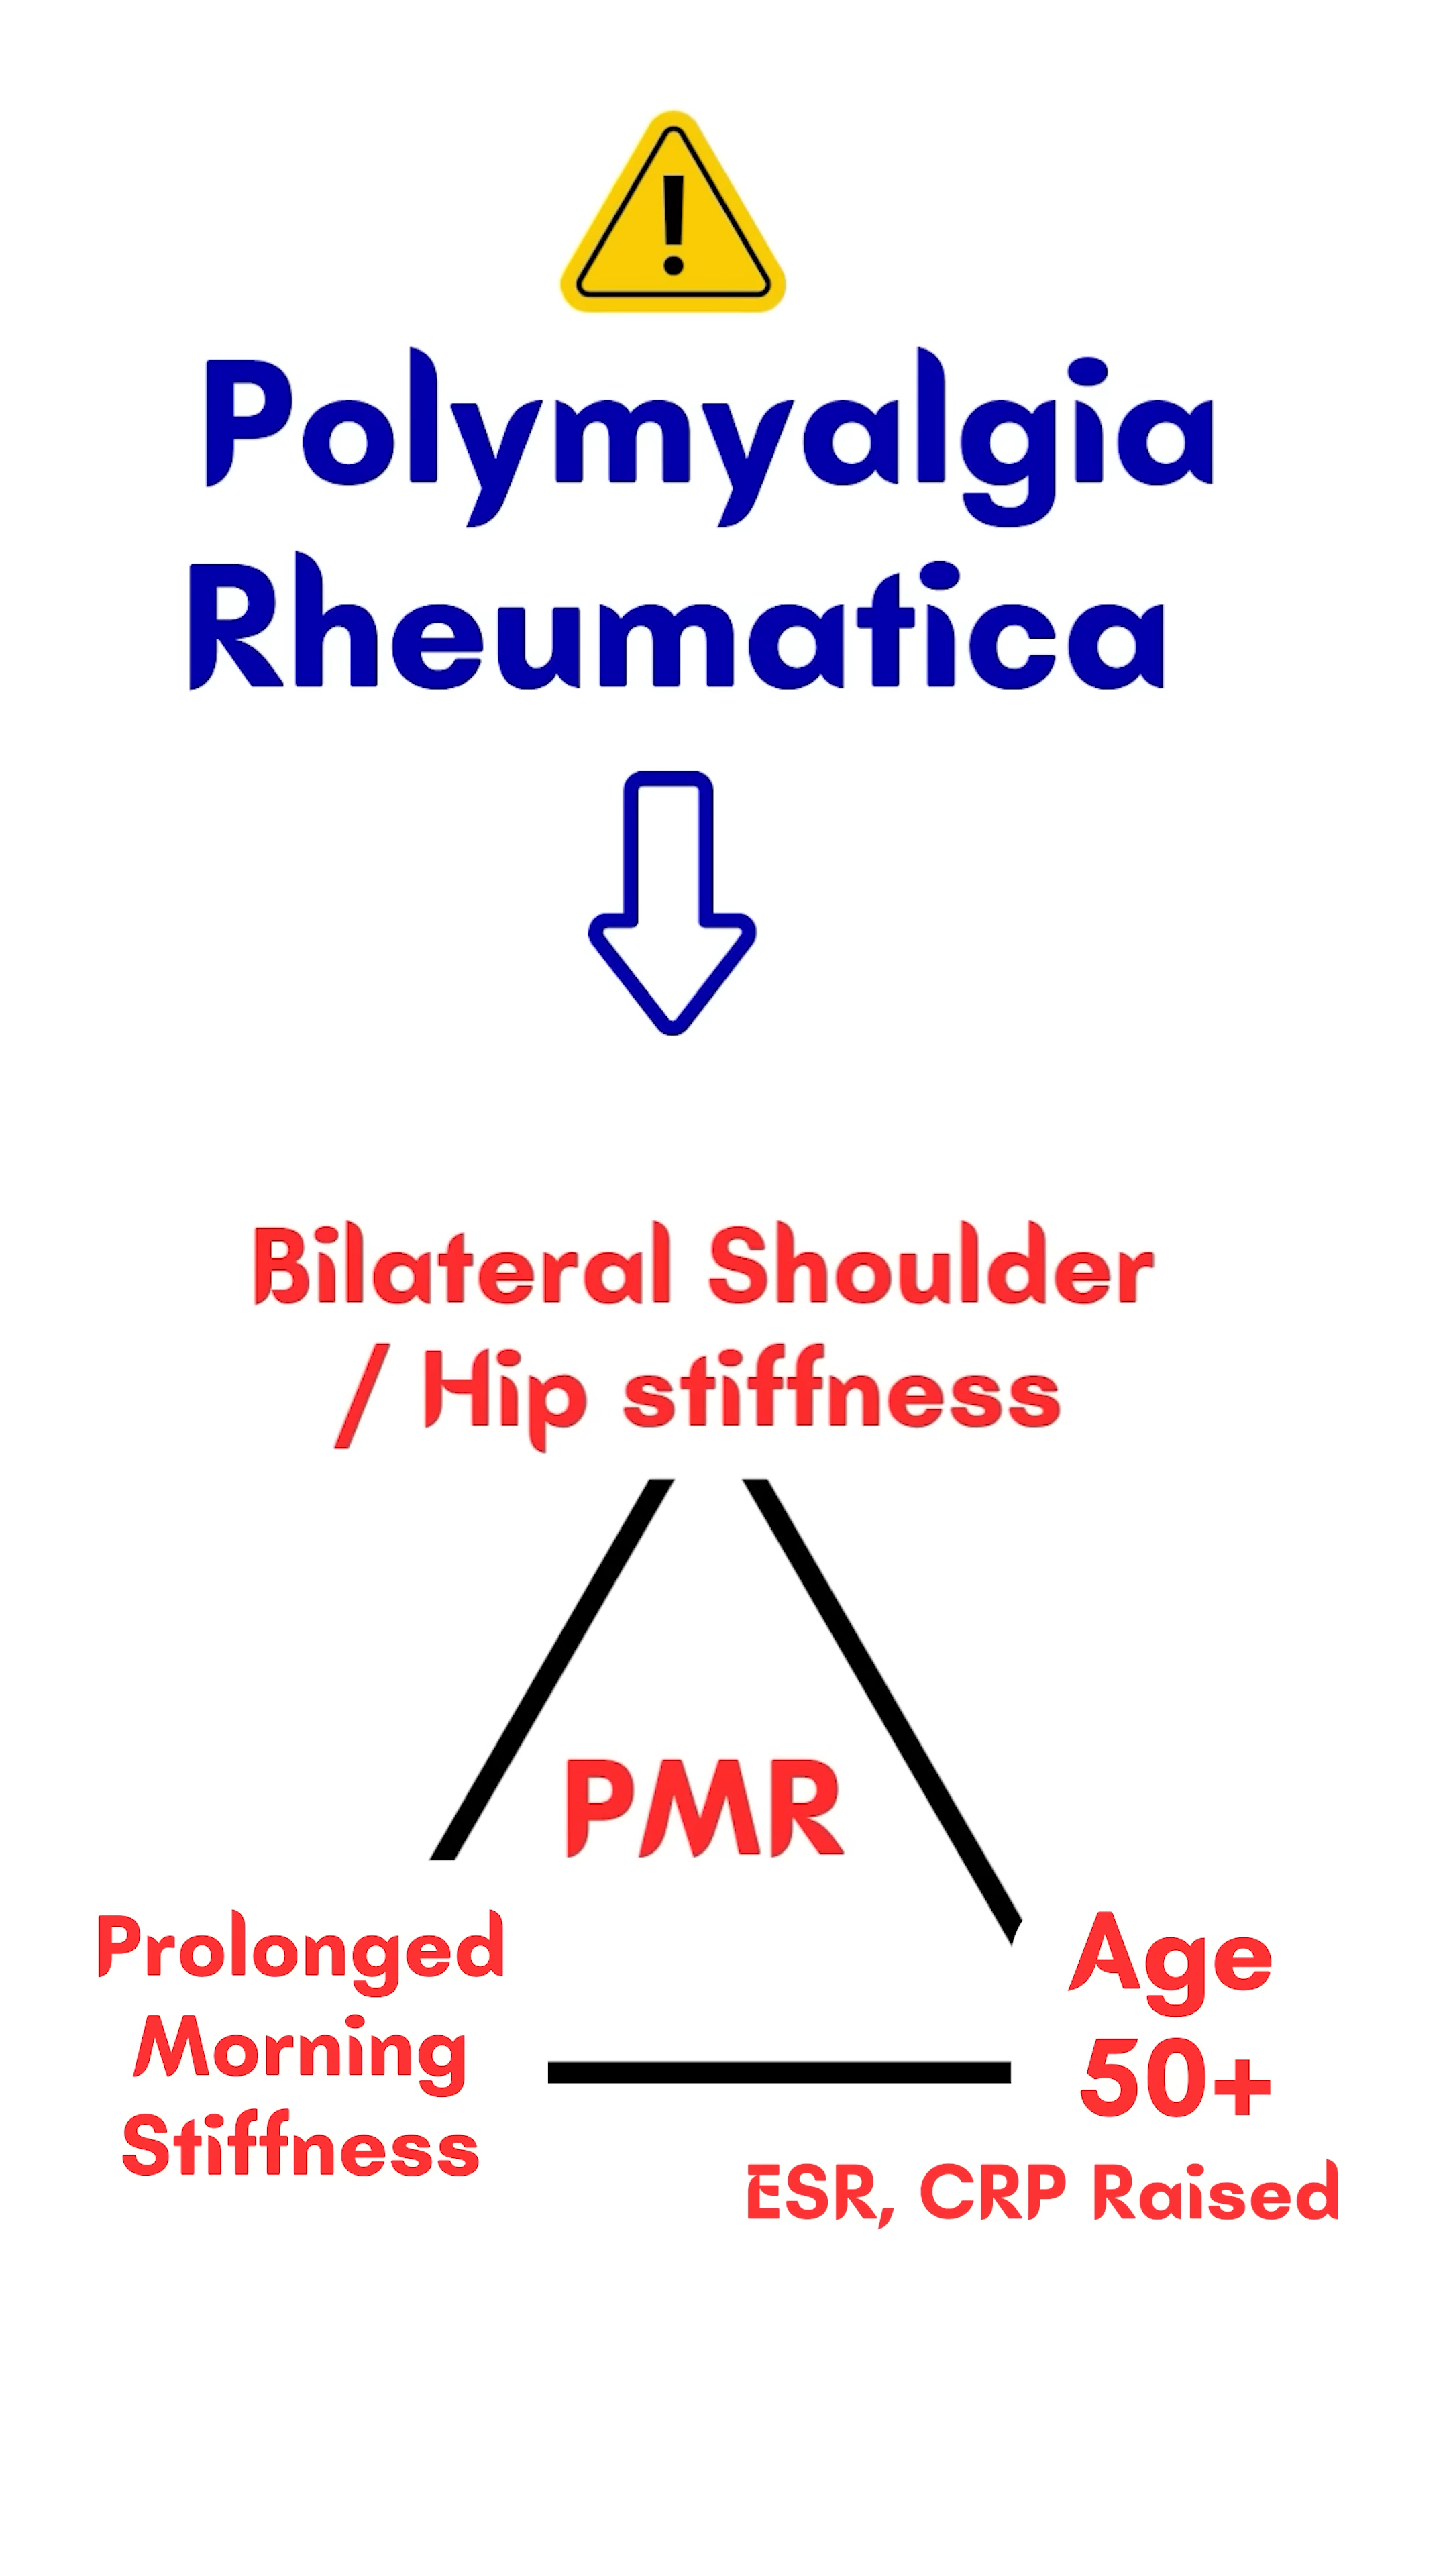 !
Polymyalgia
Rheumatica
Bilateral Shoulder
/ Hip stiffness
PMR
Prolonged
Morning
Stiffness
Age
50+
ESR, CRP Raised